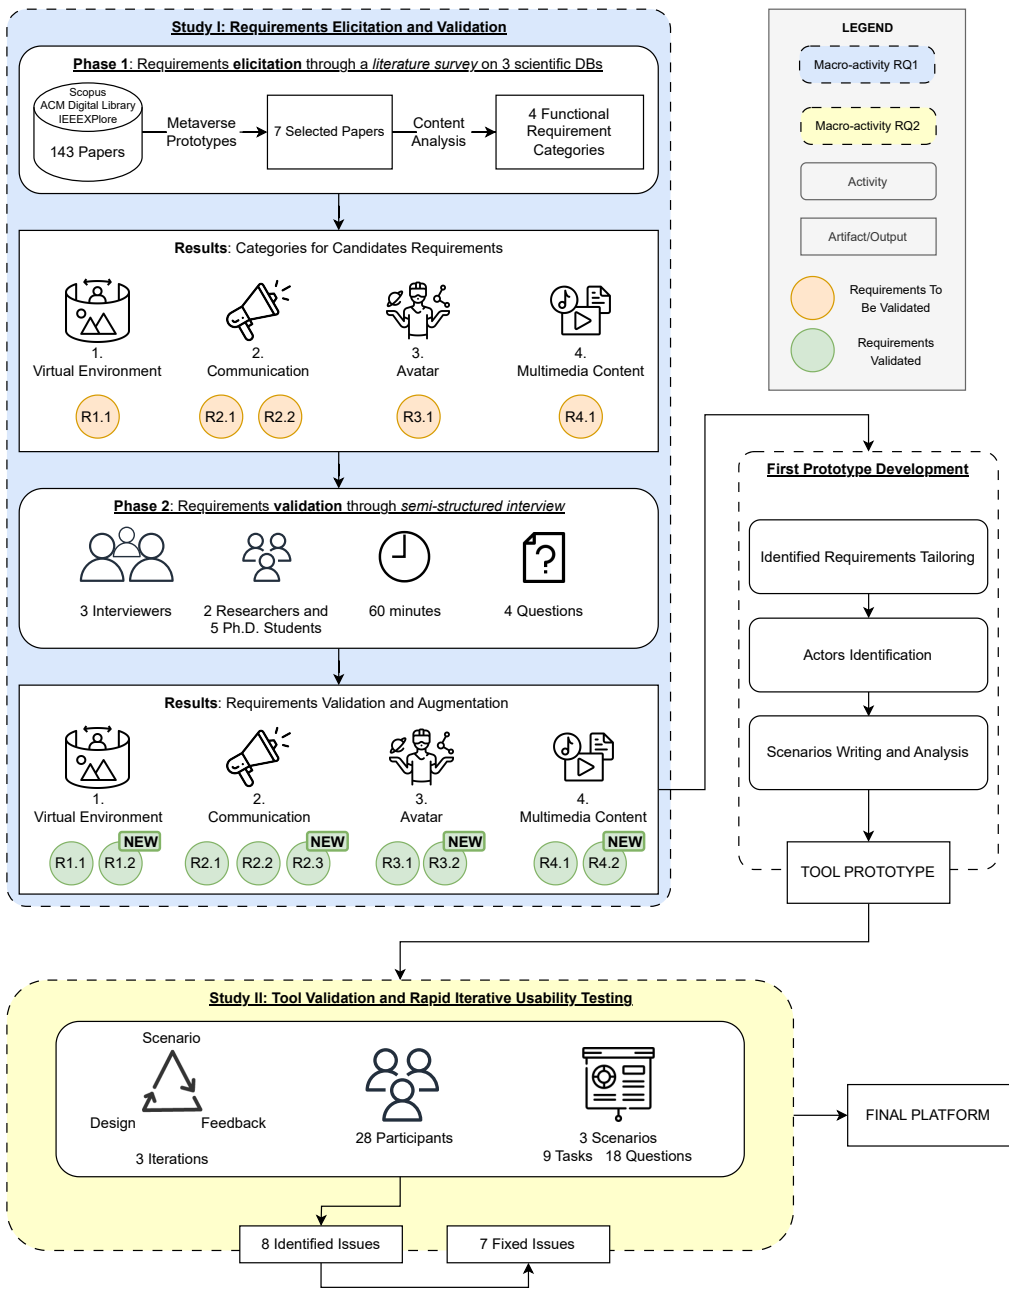 Study I: Requirements Elicitation and Validation
Phase 1: Requirements elicitation through a literature survey on 3 scientific DBs
Scopus
ACM Digital Library
IEEEXPlore
143 Papers
Metaverse
Prototypes
7 Selected Papers
Content
Analysis
4 Functional
Requirement
Categories
Results: Categories for Candidates Requirements
1.
Virtual Environment
2.
Communication
3.
Avatar
4.
Multimedia Content
R1.1
R2.1
R2.2
R3.1
R4.1
Phase 2: Requirements validation through semi-structured interview
3 Interviewers
2 Researchers and
5 Ph.D. Students
60 minutes
4 Questions
Results: Requirements Validation and Augmentation
1.
Virtual Environment
2.
Communication
3.
Avatar
4.
Multimedia Content
R1.1
R1.2
NEW
R2.1
R2.2
R2.3
NEW
R3.1
R3.2
NEW
R4.1
R4.2
NEW
LEGEND
Macro-activity RQ1
Macro-activity RQ2
Activity
Artifact/Output
Requirements To
Be Validated
Requirements
Validated
First Prototype Development
Identified Requirements Tailoring
Actors Identification
Scenarios Writing and Analysis
TOOL PROTOTYPE
Study II: Tool Validation and Rapid Iterative Usability Testing
Scenario
Design
Feedback
3 Iterations
28 Participants
3 Scenarios
9 Tasks 18 Questions
8 Identified Issues
7 Fixed Issues
FINAL PLATFORM